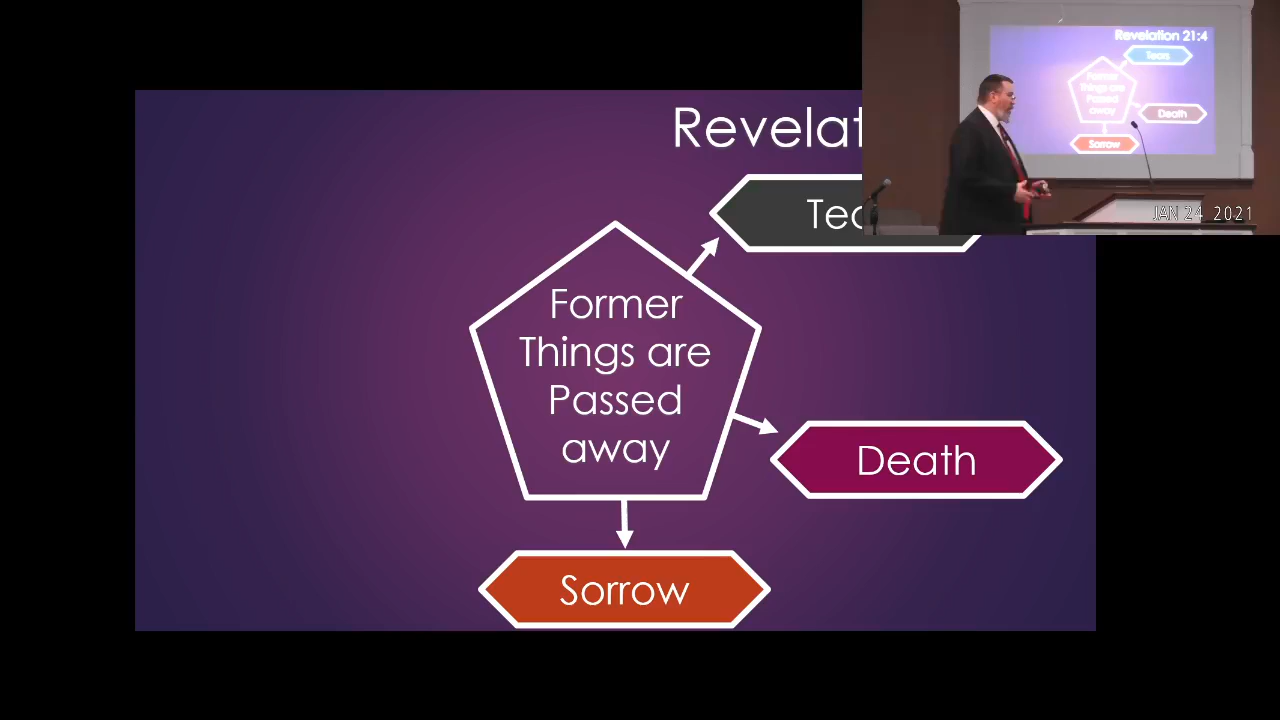 Revelat
Tea
Former
Things are
Passed
away
Death
Sorrow
Revelation 21:4
Tears
Former
Things are
Passed
away
Death
Sorrow
JAN 24 2021